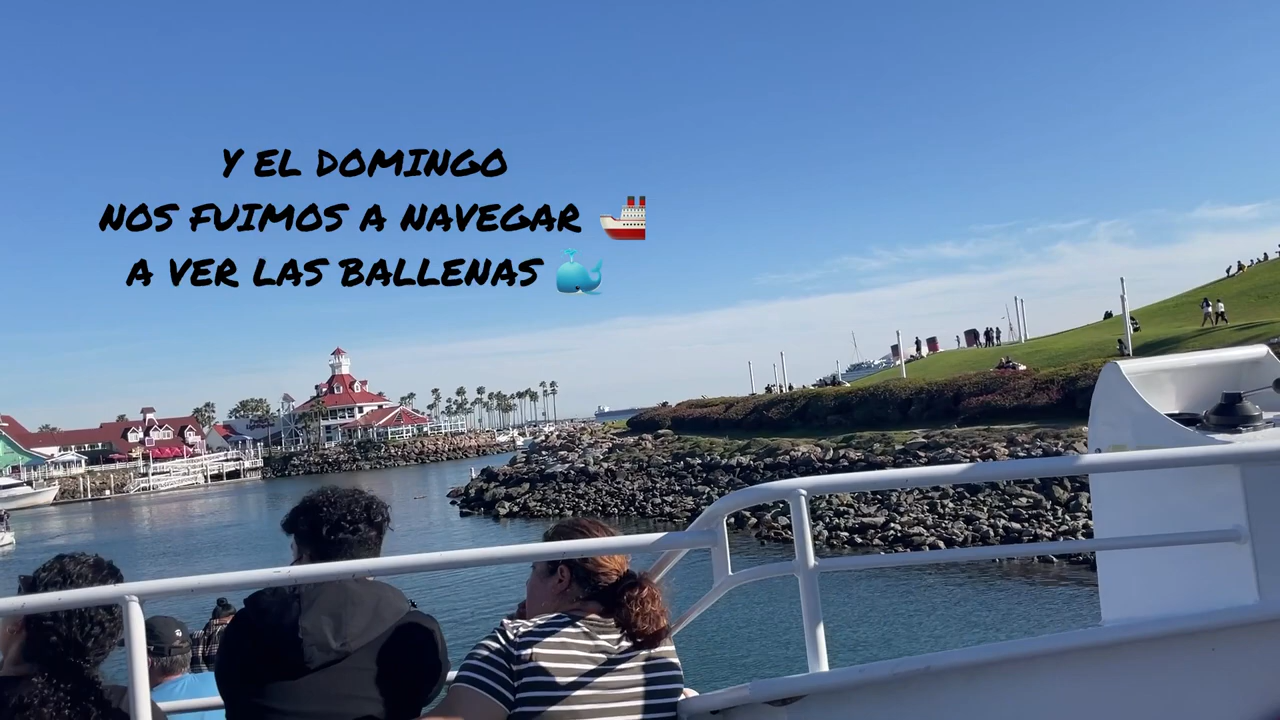 Y EL DOMINGO
NOS FUIMOS A NAVEGAR 🚢
A VER LAS BALLENAS 🐳